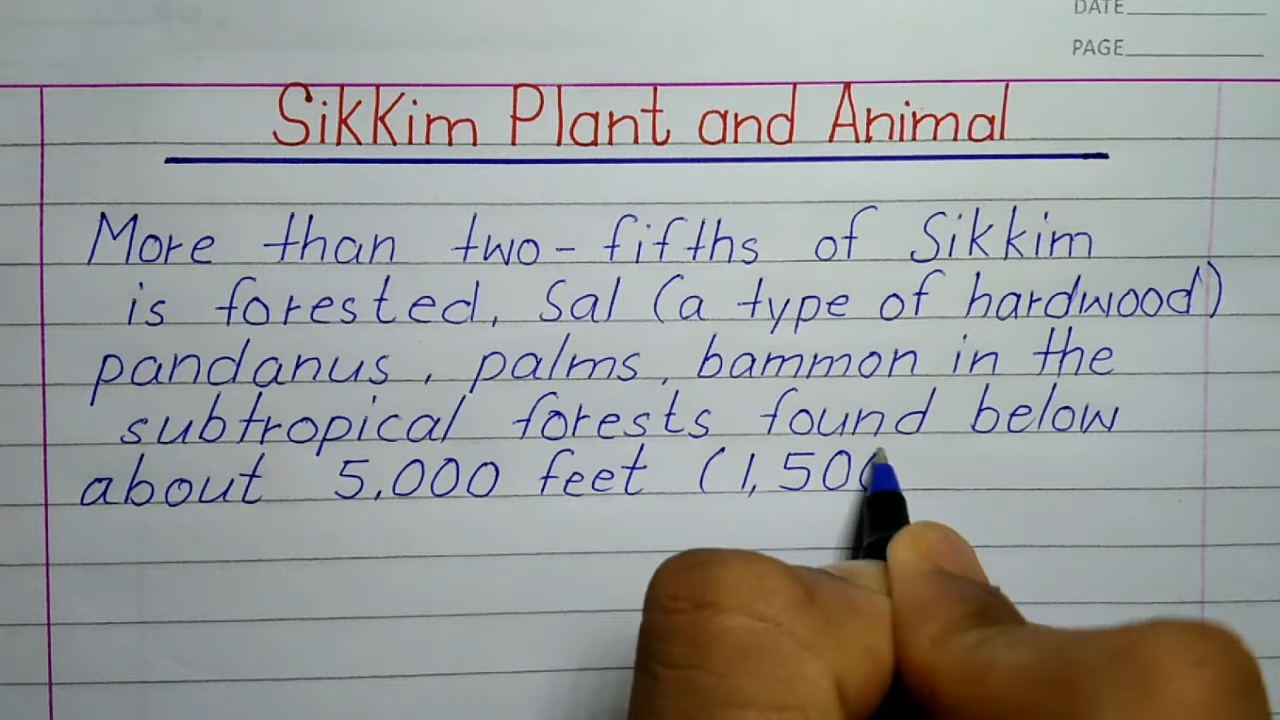 DATE
PAGE
SikKim Plant and Animal
More than two-fifths of Sikkim
is forested. Sal (a type of hardwood)
pandanus, palms, bammon in the
subtropical forests found below
about 5,000 feet (1,500